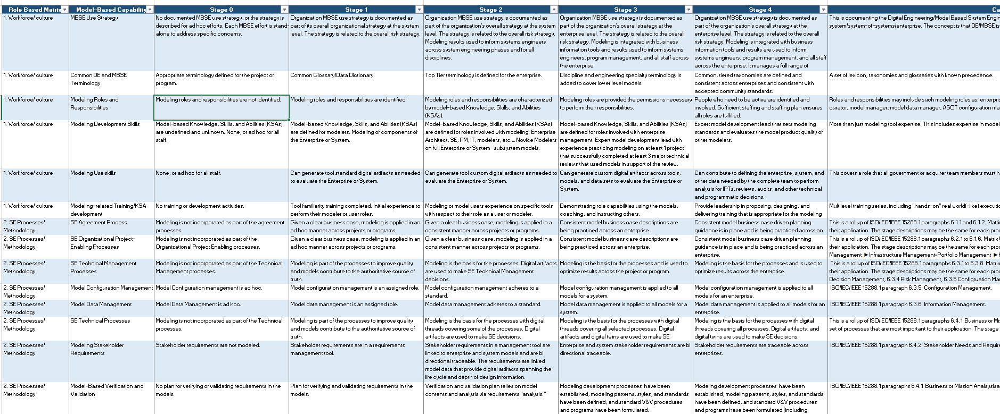 Role Based Matrix
Model-Based Capability
Stage 0
Stage 1
Stage 2
Stage 3
Stage 4
Ca
1. Workforce/ culture
MBSE Use Strategy
No documented MBSE use strategy, or the strategy is
described for ad hoc efforts. Each MBSE effort is stand-
alone to address specific concerns.
Organization MBSE use strategy is documented as
part of its overall organizational strategy at the system
level. The strategy is related to the overall risk strategy.
Organization MBSE use strategy is documented as
part of the organization's overall strategy at the system
level. The strategy is related to the overall risk strategy.
Modeling results used to inform systems engineers
across system engineering phases and for all
disciplines.
Organization MBSE use strategy is documented as
part of the organization's overall strategy at the
enterprise level. The strategy is related to the overall
risk strategy. Modeling is integrated with business
information tools and results used to inform systems
engineers, program management, and all staff across
the enterprise.
Organization MBSE use strategy is documented as
part of the organization's overall strategy at the
enterprise level. The strategy is related to the overall
risk strategy. Modeling is integrated with business
information tools and results are used to inform
systems engineers, program management, and all staff
across the enterprise. It manages a full range of
This is documenting the Digital Engineering/Model Based System Engin
system/system-of-systems/enterprise. The concept is that DE/MBSE is
1. Workforce/ culture
Common DE and MBSE
Terminology
Appropriate terminology defined for the project or
program.
Common Glossary/Data Dictionary.
Top Tier terminology is defined for the enterprise.
Discipline and engineering specialty terminology is
added to cover lower level models.
Common, tiered taxonomies are defined and
consistent across enterprises and consistent with
accepted community standards.
A set of lexicon, taxonomies and glossaries with known precedence.
1. Workforce/ culture
Modeling Roles and
Responsibilities
Modeling roles and responsibilities are not identified.
Modeling roles and responsibilities are identified.
Modeling roles and responsibilities are characterized
by model-based Knowledge, Skills, and Abilities
(KSAs).
Modeling roles are provided the permissions necessary
to perform their responsibilities.
People who need to be active are identified and
involved. Sufficient staffing and staffing plan ensures
all roles are fulfilled.
Roles and responsibilities may include such modeling roles as: enterpris
curator, model manager, model data manager, ASOT configuration ma
1. Workforce/ culture
Modeling Development Skills
Model-based Knowledge, Skills, and Abilities (KSAs)
are undefined and unknown. None, or ad hoc for all
staff.
Model-based Knowledge, Skills, and Abilities (KSAs)
are defined for modelers. Modeling of components of
the Enterprise or System.
Model-based Knowledge, Skills, and Abilities (KSAs)
are defined for roles involved with modeling; Enterprise
Architect, SE, PM, IT, modelers, etc.... Novice Modelers
on full Enterprise or System -subsystem models.
Model-based Knowledge, Skills, and Abilities (KSAs)
are defined for roles involved with enterprise
management. Expert model development lead with
experience practicing modeling on at least 1 project
that successfully completed at least 3 major technical
reviews that used models in support of the review.
Expert model development lead that sets modeling
standards and evaluates the model product quality of
other modelers.
More than just modeling tool expertise. This includes expertise in model
1. Workforce/ culture
Modeling Use skills
None, or ad hoc for all staff.
Can generate tool standard digital artifacts as needed
to evaluate the Enterprise or System.
Can generate tool custom digital artifacts as needed to
evaluate the Enterprise or System.
Can generate custom digital artifacts across tools,
models, and data sets to evaluate the Enterprise or
System.
Can contribute to defining the enterprise, system, and
other data needed by the complete team to perform
analysis for IPTs, reviews, audits, and other technical
and programmatic decisions.
This covers a role that all government or acquirer team members must h
1. Workforce/ culture
Modeling-related Training/KSA
development
No training or development activities.
Tool familiarity training completed. Initial experience to
perform their modeler or user roles.
Modeling or model users experience on specific tools
with respect to their role as a user or modeler.
Demonstrating role capabilities using the models,
coaching, and instructing others.
Provide leadership in proposing, designing, and
delivering training that is appropriate for the modeling
Multilevel training series, including "hands-on" real world(-like) executio
2. SE Processes/
Methodology
SE Agreement Process
Modeling is not incorporated as part of the agreement
processes.
Given a clear business case, modeling is applied in an
ad hoc manner across projects or programs.
Given a clear business case, modeling is applied in a
consistent manner across projects or programs.
Consistent model business case descriptions are
being practiced across an enterprise.
Consistent model business case driven planning
guidance is in place and is being practiced across an
This is a rollup of ISO/IEC/IEEE 15288.1 paragraphs 6.1.1 and 6.1.2. Matri
their application. The stage descriptions may be the same for each proc
2. SE Processes/
Methodology
SE Organizational Project-
Enabling Processes
Modeling is not incorporated as part of the
Organizational Project Enabling processes.
Given a clear business case, modeling is applied in an
ad hoc manner across projects or programs.
Given a clear business case, modeling is applied in a
consistent manner across projects or programs.
Consistent model business case descriptions are
being practiced across an enterprise.
Consistent model business case driven planning
guidance is in place and is being practiced across an
enterprise.
This is a rollup of ISO/IEC/IEEE 15288.1 paragraphs 6.2.1 to 6.1.6. Matrix
their application. The stage descriptions may be the same for each proc
Management ►Infrastructure Management•Portfolio Management ►
2. SE Processes/
Methodology
SE Technical Management
Processes
Modeling is not incorporated as part of the Technical
Management processes.
Modeling is part of the processes to improve quality
and models contribute to the authoritative source of
truth.
Modeling is the basis for the processes. Digital artifacts
are used to make SE Technical Management
decisions.
Modeling is the basis for the processes and is used to
optimize results across the project or program.
Modeling is the basis for the processes and is used to
optimize results across the enterprise.
This is a rollup of ISO/IEC/IEEE 15288.1 paragraphs 6.3.1 to 6.3.8. Matrix
their application. The stage descriptions may be the same for each proc
Decision Management, 6.3.4 Risk Managment, 6.3.5 Configruation Mar
2. SE Processes/
Methodology
Model Configuration Management
Model Configuration management is ad hoc.
Model configuration management is an assigned role.
Model configuration management adheres to a
standard.
Model configuration management is applied to all
models for a system.
Model configuration management is applied to all
models for an enterprise.
ISO/IEC/IEEE 15288.1 paragraph 6.3.5. Configuration Management.
2. SE Processes/
Methodology
Model Data Management
Model Data Management is ad hoc.
Model data management is an assigned role.
Model data management adheres to a standard.
Model data management is applied to all models for a
system.
Model data management is applied to all models for an
enterprise.
ISO/IEC/IEEE 15288.1 paragraph 6.3.6. Information Management.
2. SE Processes/
Methodology
SE Technical Processes
Modeling is not incorporated as part of the Technical
processes.
Modeling is part of the processes to improve quality
and models contribute to the authoritative source of
truth.
Modeling is the basis for the processes with digital
threads covering some of the processes. Digital
artifacts are used to make SE decisions.
Modeling is the basis for the processes with digital
threads covering all selected processes. Digital
artifacts and digital twins are used to make SE
Modeling is the basis for the processes with digital
threads covering all processes. Digital artifacts, and
digital twins are used to make SE decisions.
This is a rollup of ISO/IEC/IEEE 15288.1 paragraphs 6.4.1 Business or Mi
set of processes that are most important to their application. The stage
2. SE Processes/
Methodology
Modeling Stakeholder
Requirements
Stakeholder requirements are not modeled.
Stakeholder requirements are in a requirements
management tool.
Stakeholder requirements in a management tool are
linked to enterprise and system models and are bi
directional traceable. The requirements are linked
model data that provide digital artifacts spanning the
life cycle and depth of design information.
Enterprise and system stakeholder requirements are bi
directional traceable.
Stakeholder requirements are traceable across
enterprises.
ISO/IEC/IEEE 15288.1 paragraph 6.4.2. Stakeholder Needs and Require
2. SE Processes/
Methodology
Model-Based Verification and
Validation
No plan for verifying or validating requirements in the
models.
Plan for verifying and validating requirements in the
models.
Verification and validation plan relies on model
contents and analysis via requirements "analysis."
Modeling development processes have been
established, modeling patterns, styles, and standards
have been defined, and standard V&V procedures
and programs have been formulated.
Modeling development processes have been
established, modeling patterns, styles, and standards
have been defined, and standard V&V procedures
and programs have been formulated (including
ISO/IEC/IEEE 15288.1 paragraphs 6.4.1 Business or Mission Analsysisa